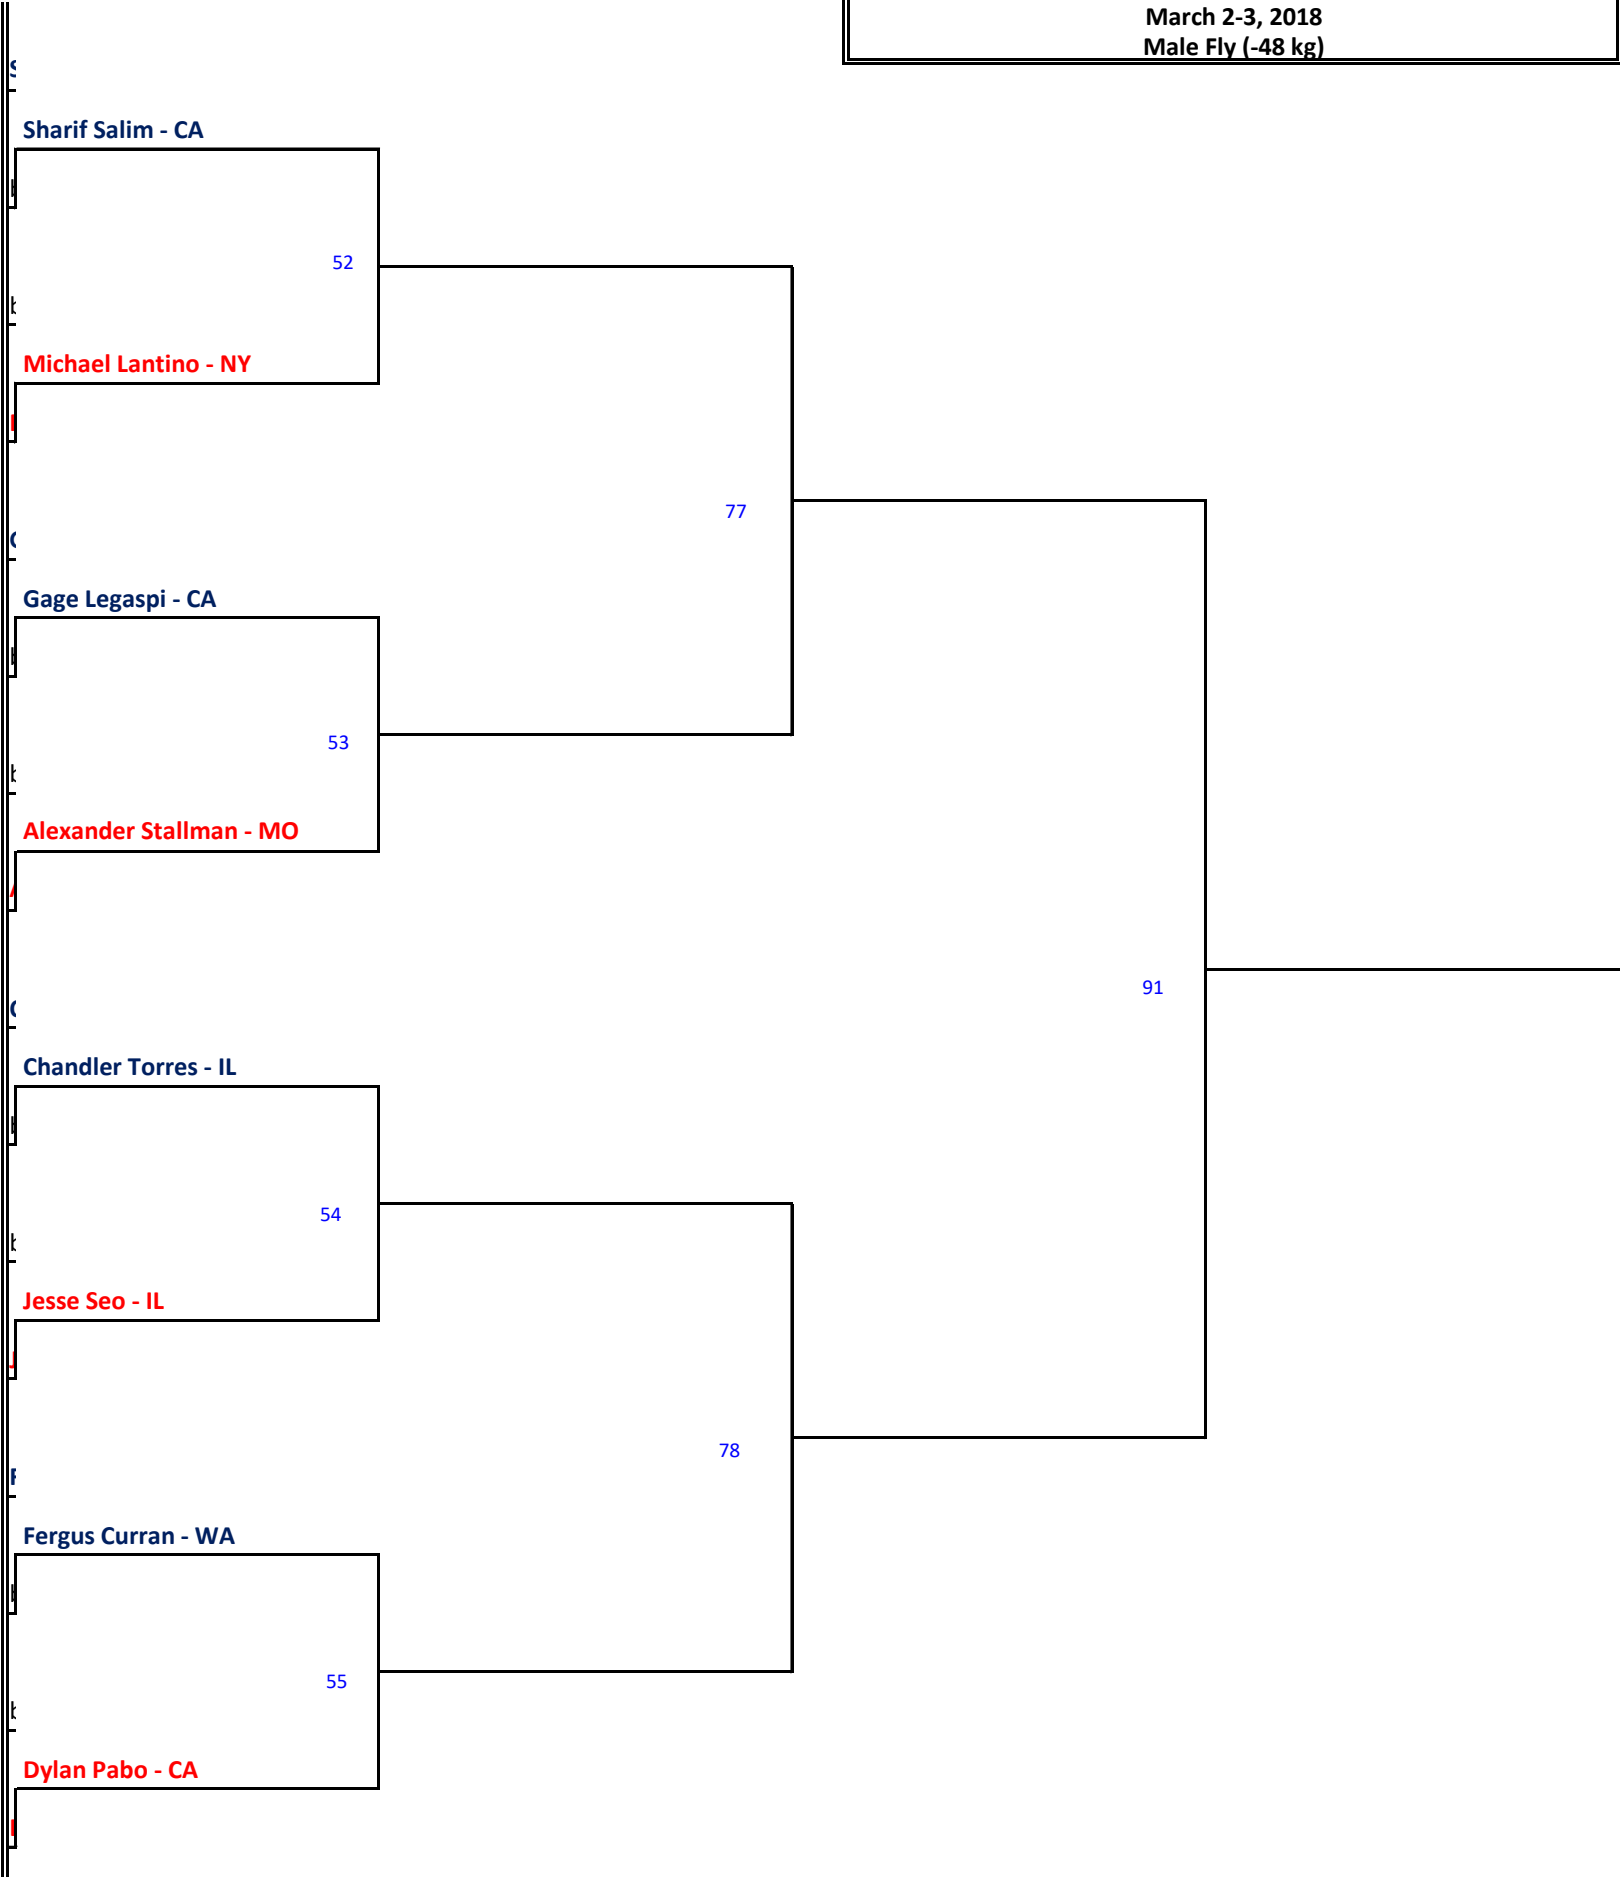 March 2-3, 2018
Male Fly (-48 kg)
Sharif Salim - CA
52
Michael Lantino - NY
77
Gage Legaspi - CA
53
Alexander Stallman - MO
91
Chandler Torres - IL
54
Jesse Seo - IL
78
Fergus Curran - WA
55
Dylan Pabo - CA